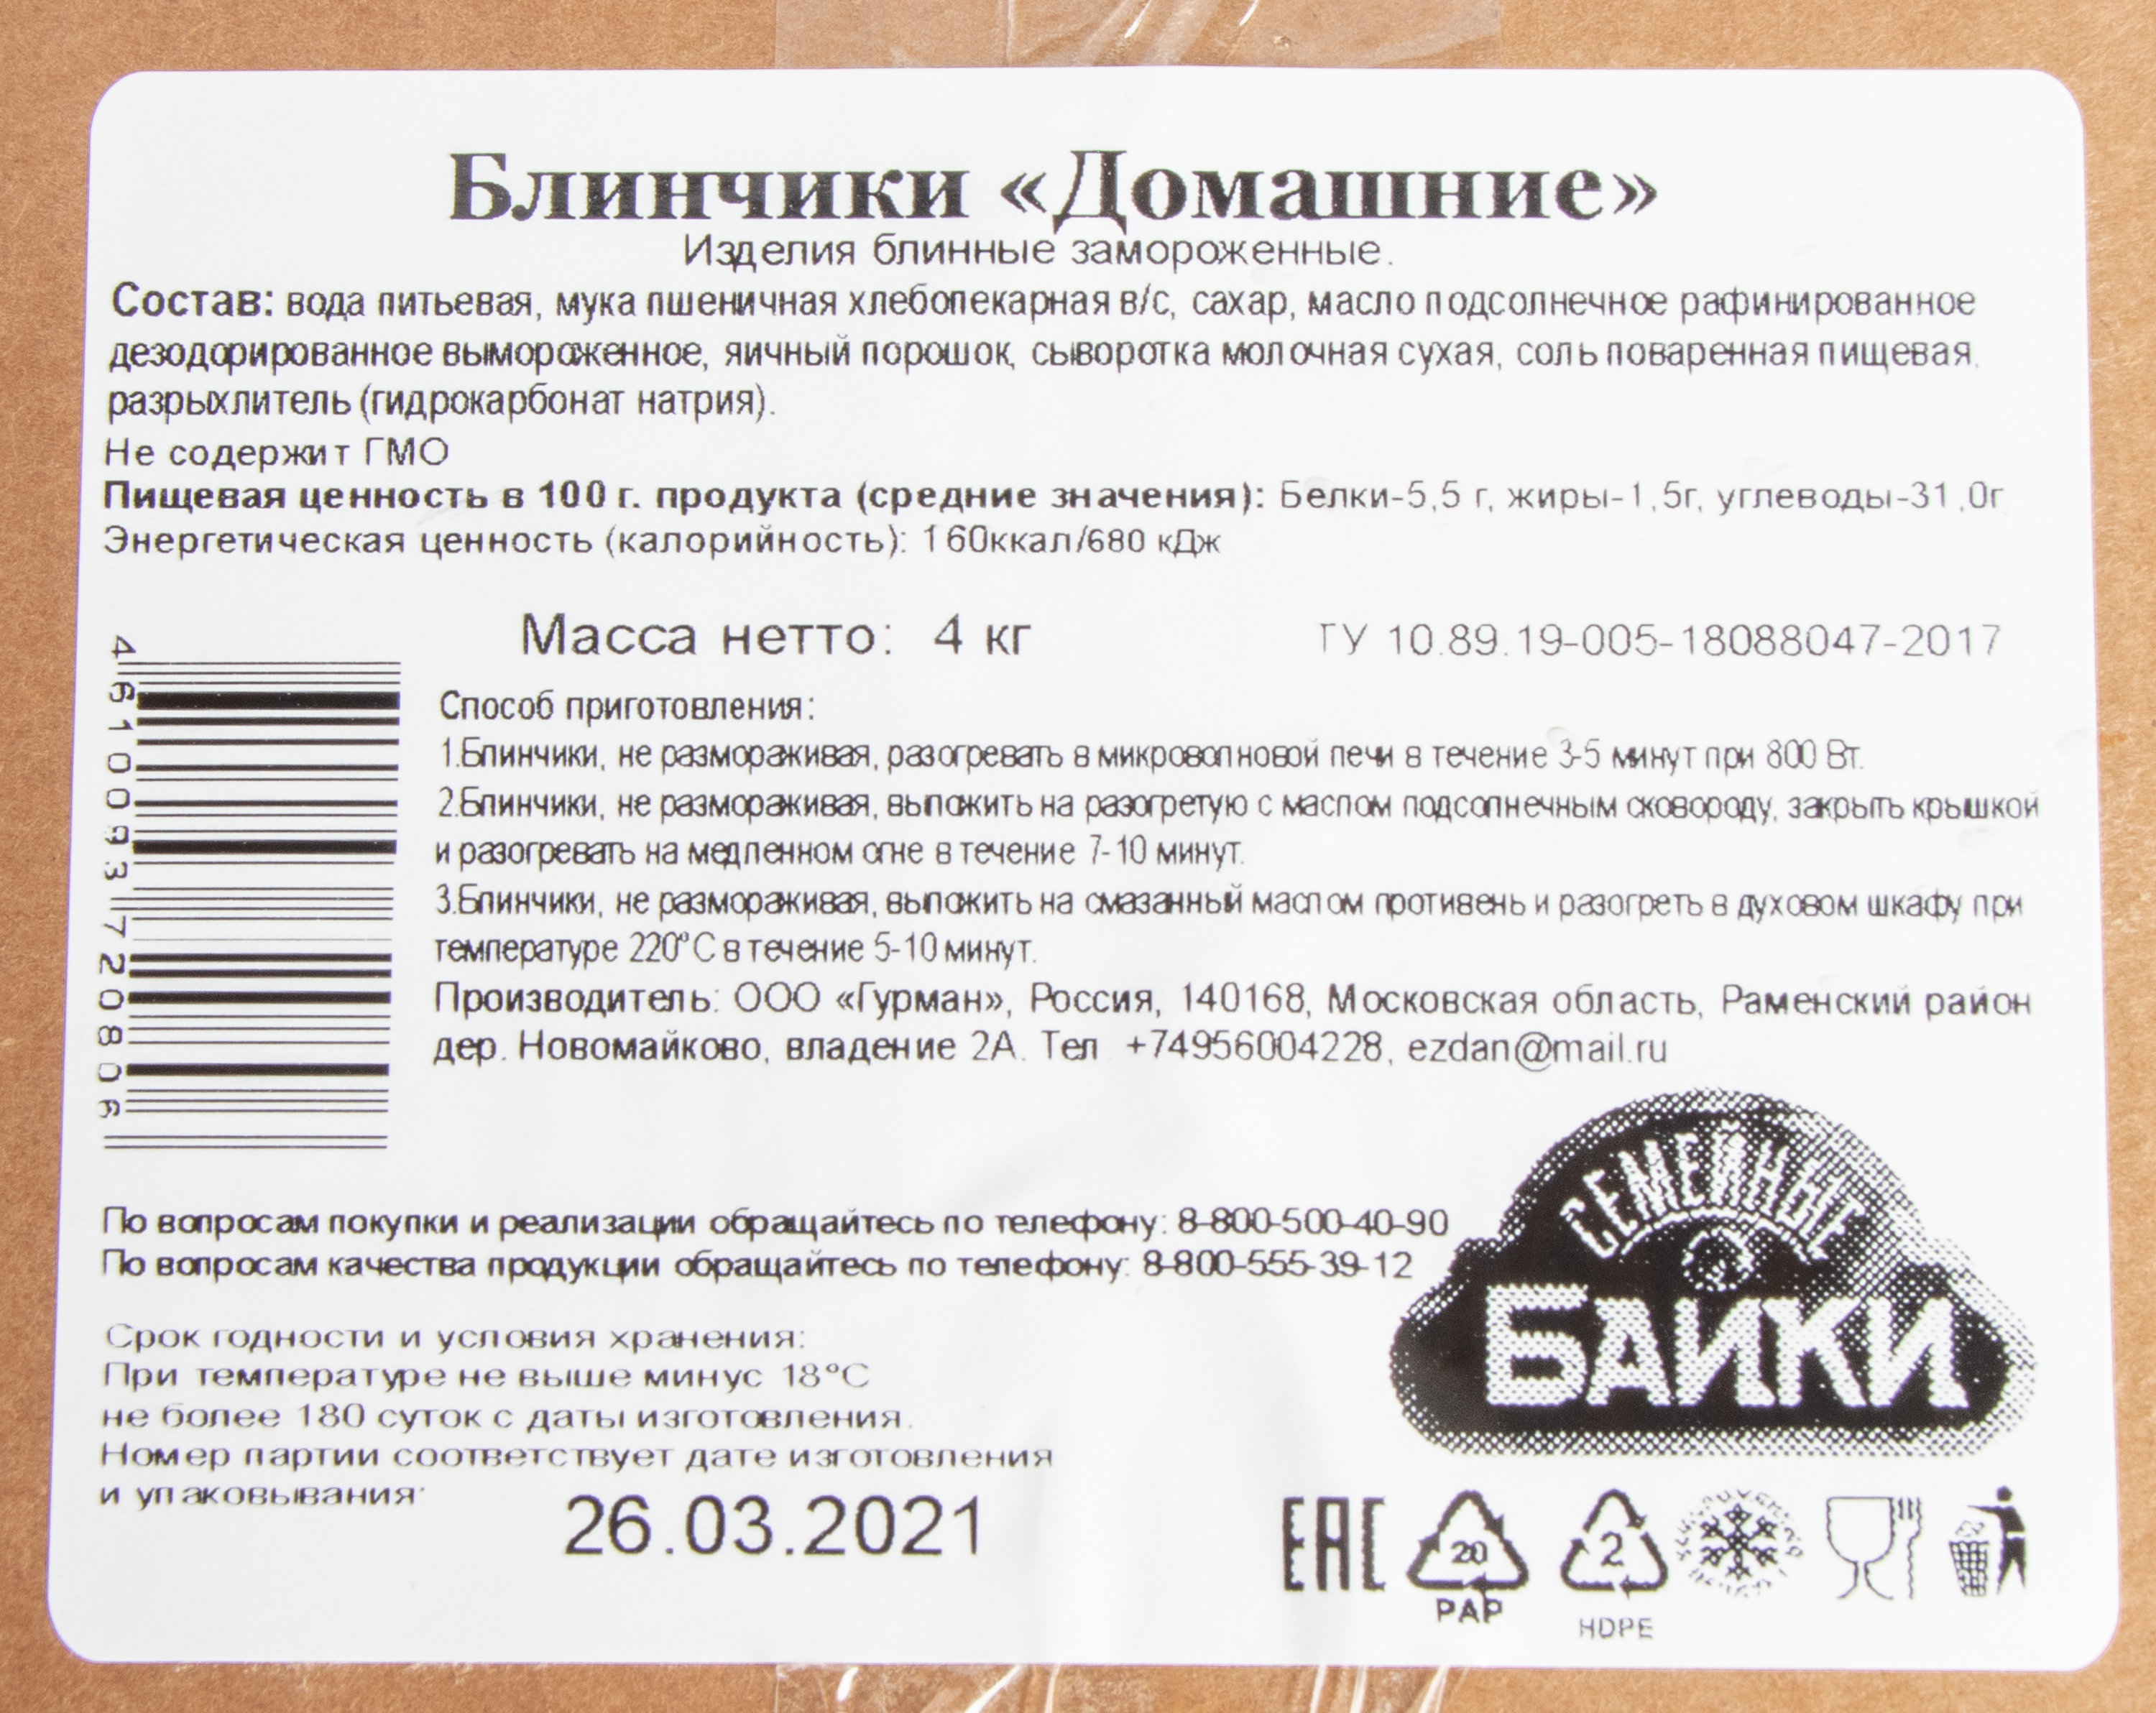 Блинчики «Домашние»
Изделия блинные замороженные.
Состав: вода питьевая, мука пшеничная хлебопекарная в/с, сахар, масло подсолнечное рафинированное
дезодорированное вымороженное, яичный порошок, сыворотка молочная сухая, соль поваренная пищевая.
разрыхлитель (гидрокарбонат натрия).
Не содержит ГМО
Пищевая ценность в 100 г. продукта (средние значения): Белки-5,5 г, жиры-1,5г, углеводы-31,0г
Энергетическая ценность (калорийность): 160ккал/680 кДж
Масса нетто: 4 кг
ТУ 10.89.19-005-18088047-2017
4610093720806
Способ приготовления:
1.Блинчики, не размораживая, разогревать в микроволновой печи в течение 3-5 минут при 800 Вт.
2.Блинчики, не размораживая, выложить на разогретую с маслом подсолнечным сковороду, закрыть крышкой
и разогревать на медленном огне в течение 7-10 минут.
3.Блинчики, не размораживая, выложить на смазанный маслом противень и разогреть в духовом шкафу при
температуре 220°С в течение 5-10 минут.
Производитель: ООО «Гурман», Россия, 140168, Московская область, Раменский район
дер. Новомайково, владение 2А. Тел +74956004228, ezdan@mail.ru
По вопросам покупки и реализации обращайтесь по телефону: 8-800-500-40-90
По вопросам качества продукции обращайтесь по телефону: 8-800-555-39-12
СЕМЕЙНЫЕ
БАЙКИ
Срок годности и условия хранения:
При температуре не выше минус 18°С
не более 180 суток с даты изготовления.
Номер партии соответствует дате изготовления
и упаковывания:
26.03.2021
ЕАС
20
PAP
2
HDPE